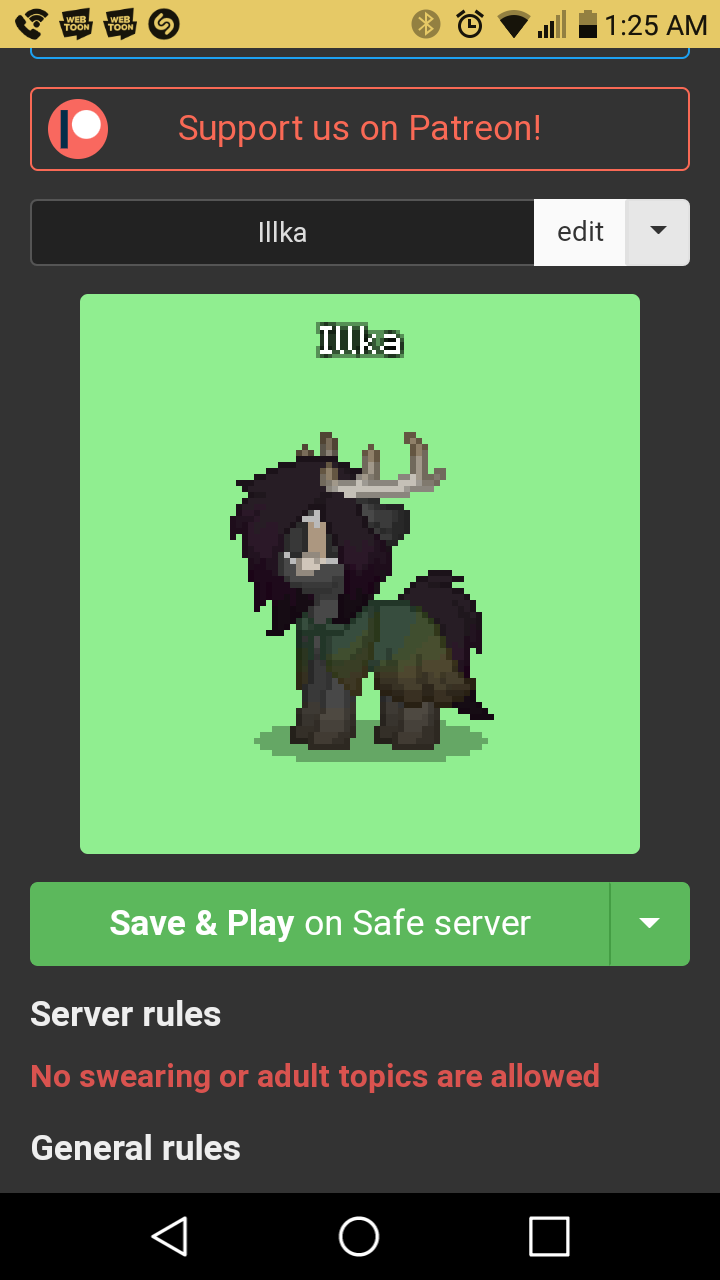 WEB TOON WEB TOON 1:25 AM
Support us on Patreon!
Illka edit
Illka
Save & Play on Safe server
Server rules
No swearing or adult topics are allowed
General rules